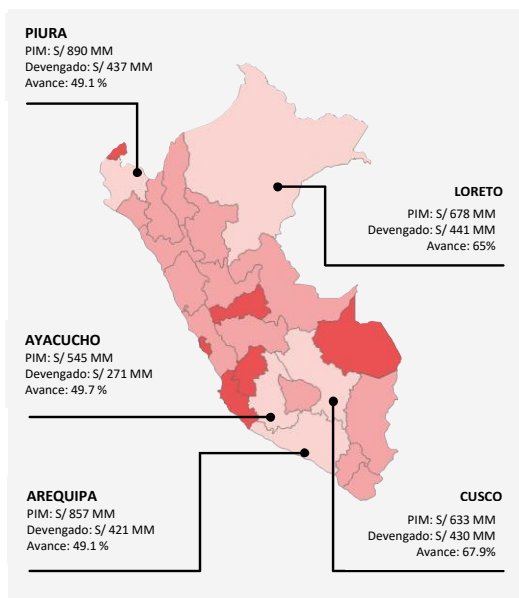 PIURA
PIM: S/ 890 MM
Devengado: S/ 437 MM
Avance: 49.1 %
LORETO
PIM: S/ 678 MM
Devengado: S/ 441 MM
Avance: 65%
AYACUCHO
PIM: S/ 545 MM
Devengado: S/ 271 MM
Avance: 49.7 %
AREQUIPA
PIM: S/ 857 MM
Devengado: S/ 421 MM
Avance: 49.1 %
CUSCO
PIM: S/ 633 MM
Devengado: S/ 430 MM
Avance: 67.9%